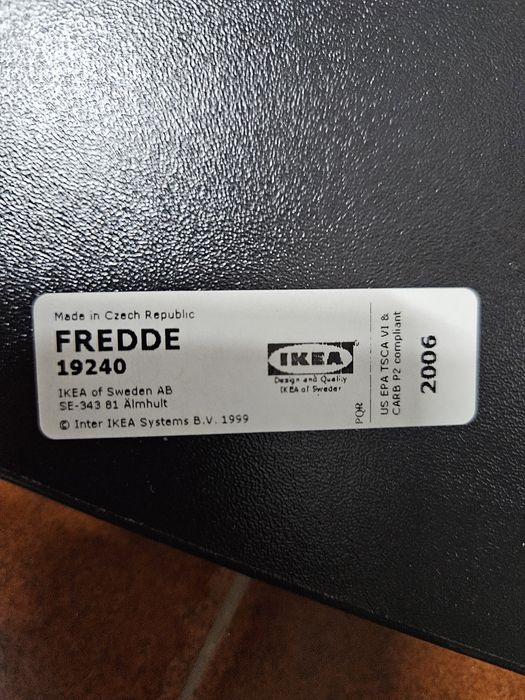 Made in Czech Republic
FREDDE
19240
IKEA of Sweden AB
SE-343 81 Älmhult
© Inter IKEA Systems B.V. 1999
IKEA ®
Design and Quality
IKEA of Sweden
PQR
US EPA TSCA VI &
CARB P2 compliant
2006